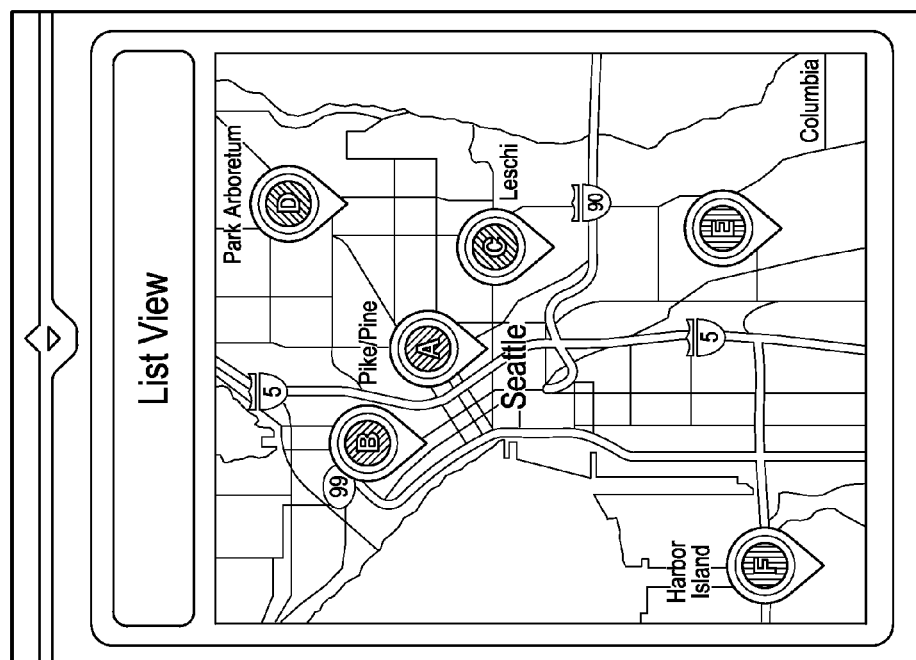 List View
Park Arboretum
D
Pike/Pine
5
B
99
A
C
Leschi
Seattle
90
Columbia
E
5
Harbor
Island
F